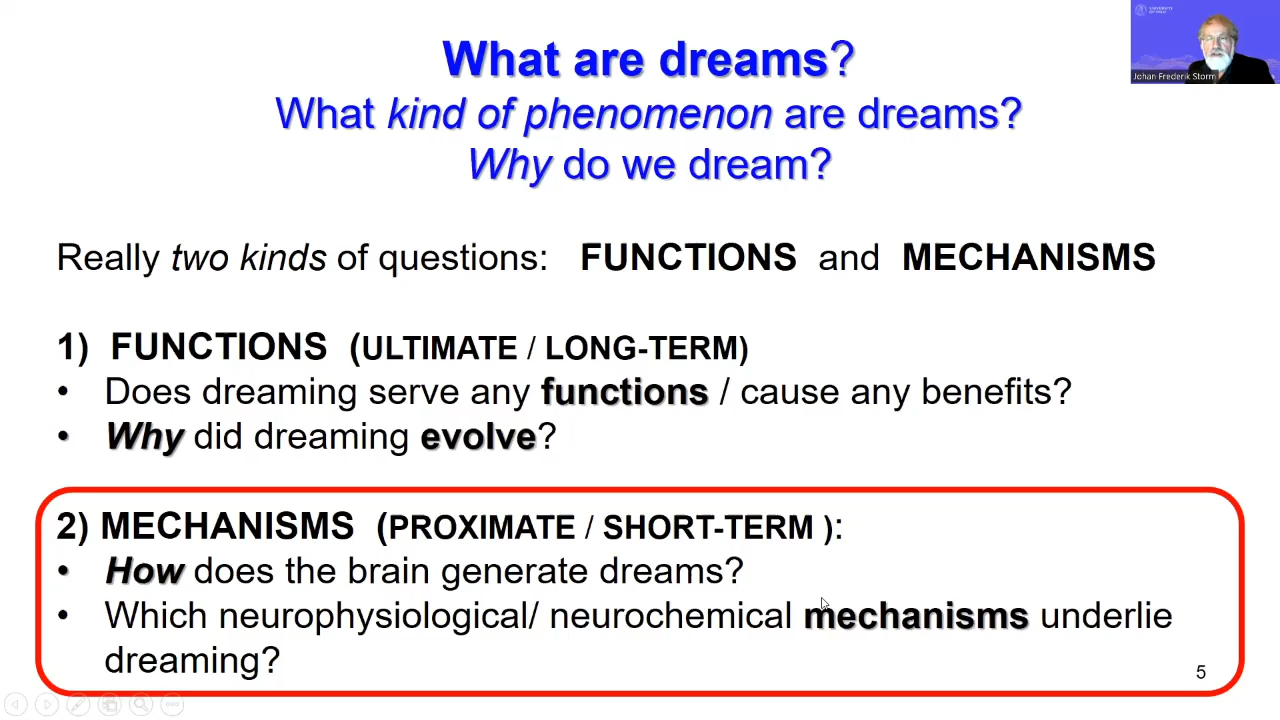 What are dreams?
What kind of phenomenon are dreams?
Why do we dream?
UNIVERSITY
OF OSLO
Johan Frederik Storm
Really two kinds of questions: FUNCTIONS and MECHANISMS
1) FUNCTIONS (ULTIMATE / LONG-TERM)
• Does dreaming serve any functions / cause any benefits?
• Why did dreaming evolve?
2) MECHANISMS (PROXIMATE / SHORT-TERM ):
• How does the brain generate dreams?
• Which neurophysiological/ neurochemical mechanisms underlie
dreaming?
5